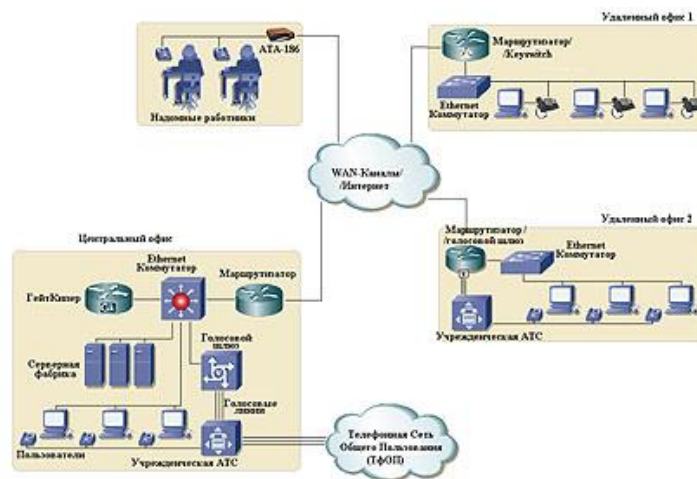 АТА-186
Надомные работники
Удаленный офис 1
Маршрутизатор/
/Keyswitch
Ethernet
Коммутатор
WAN-Каналы/
/Интернет
Удаленный офис 2
Маршрутизатор /
/голосовой шлюз
Ethernet
Коммутатор
Учрежденческая АТС
Центральный офис
Ethernet
Коммутатор
Маршрутизатор
ГейтКипер
Серверная
фабрика
Голосовой
шлюз
Голосовые
линии
Пользователи
Учрежденческая АТС
Телефонная Сеть
Общего Пользования
(ТфОП)